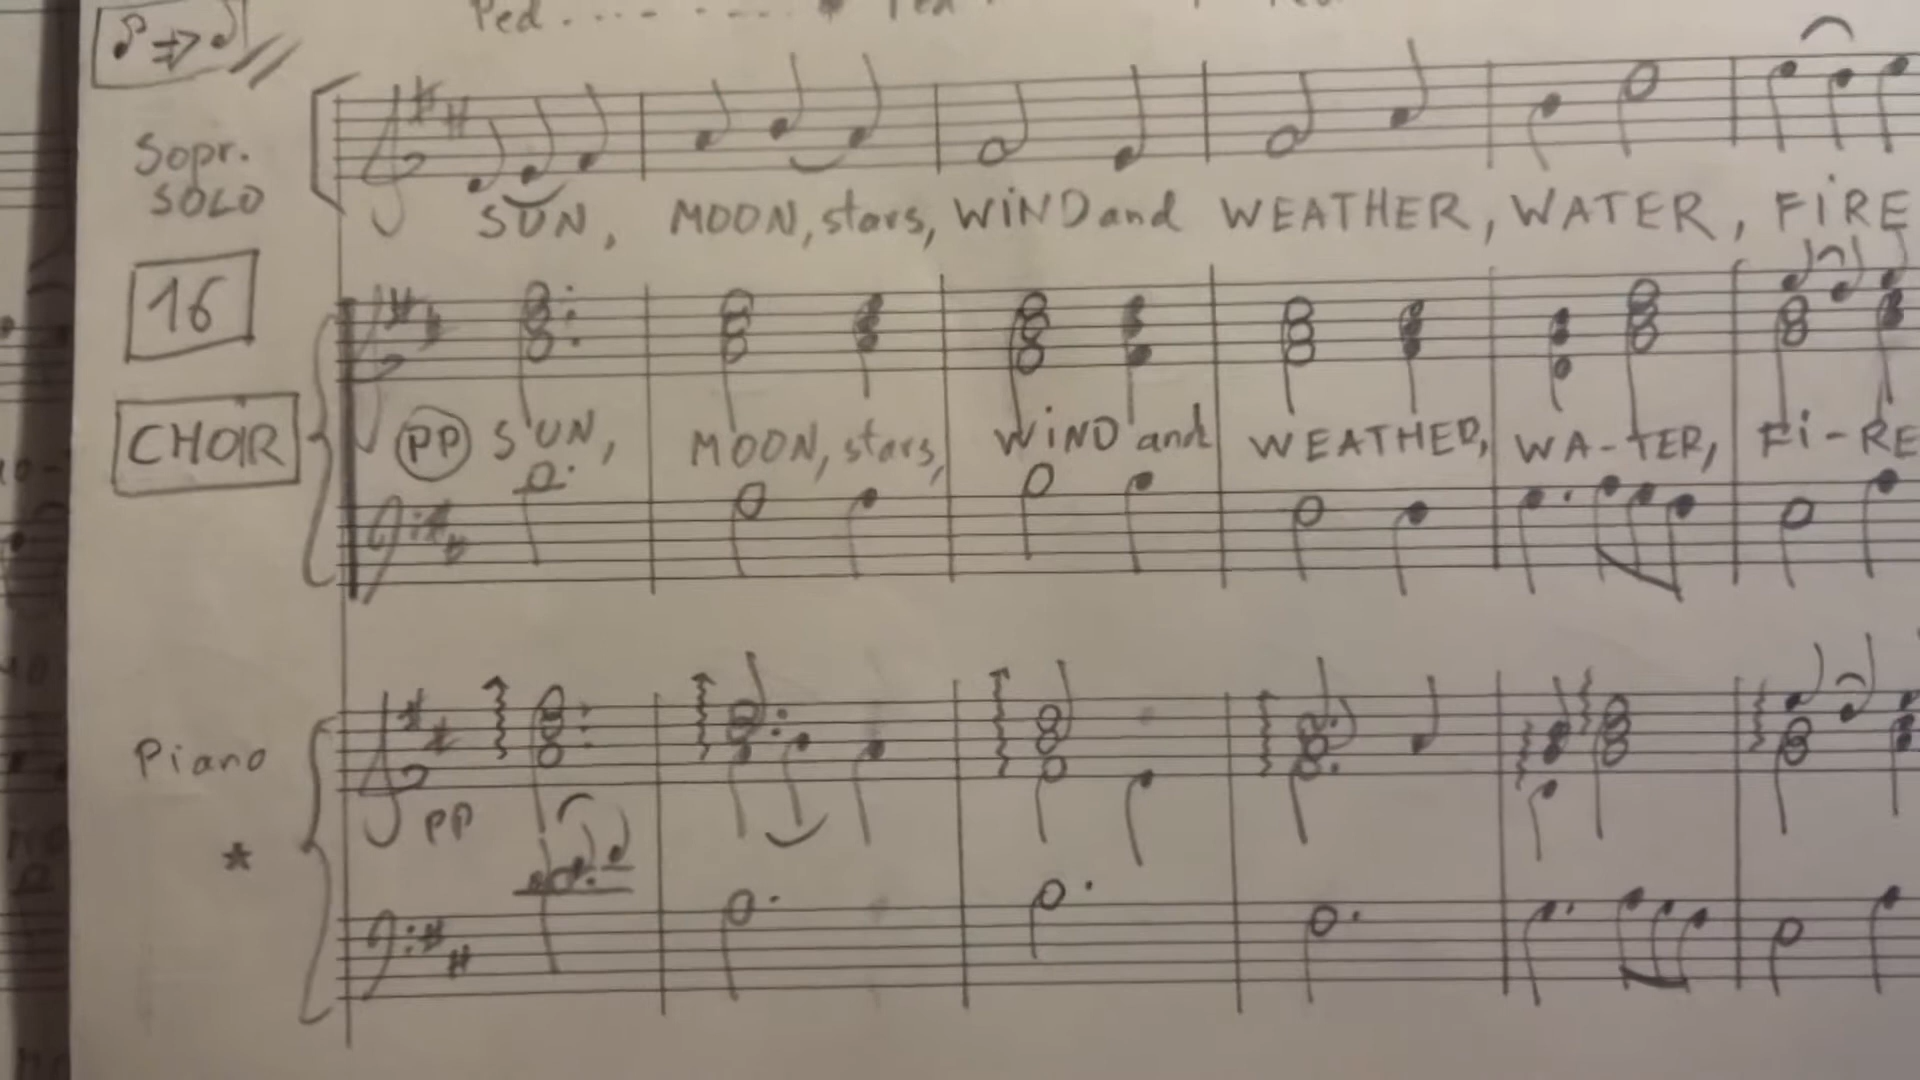 Ped
Sopr.
SOLO
SUN, MOON, stars, WIND and WEATHER, WATER, FIRE
16
CHOIR
PP SUN, MOON, stars, WIND and WEATHER, WA-TER, Fi-RE
Piano
PP
*